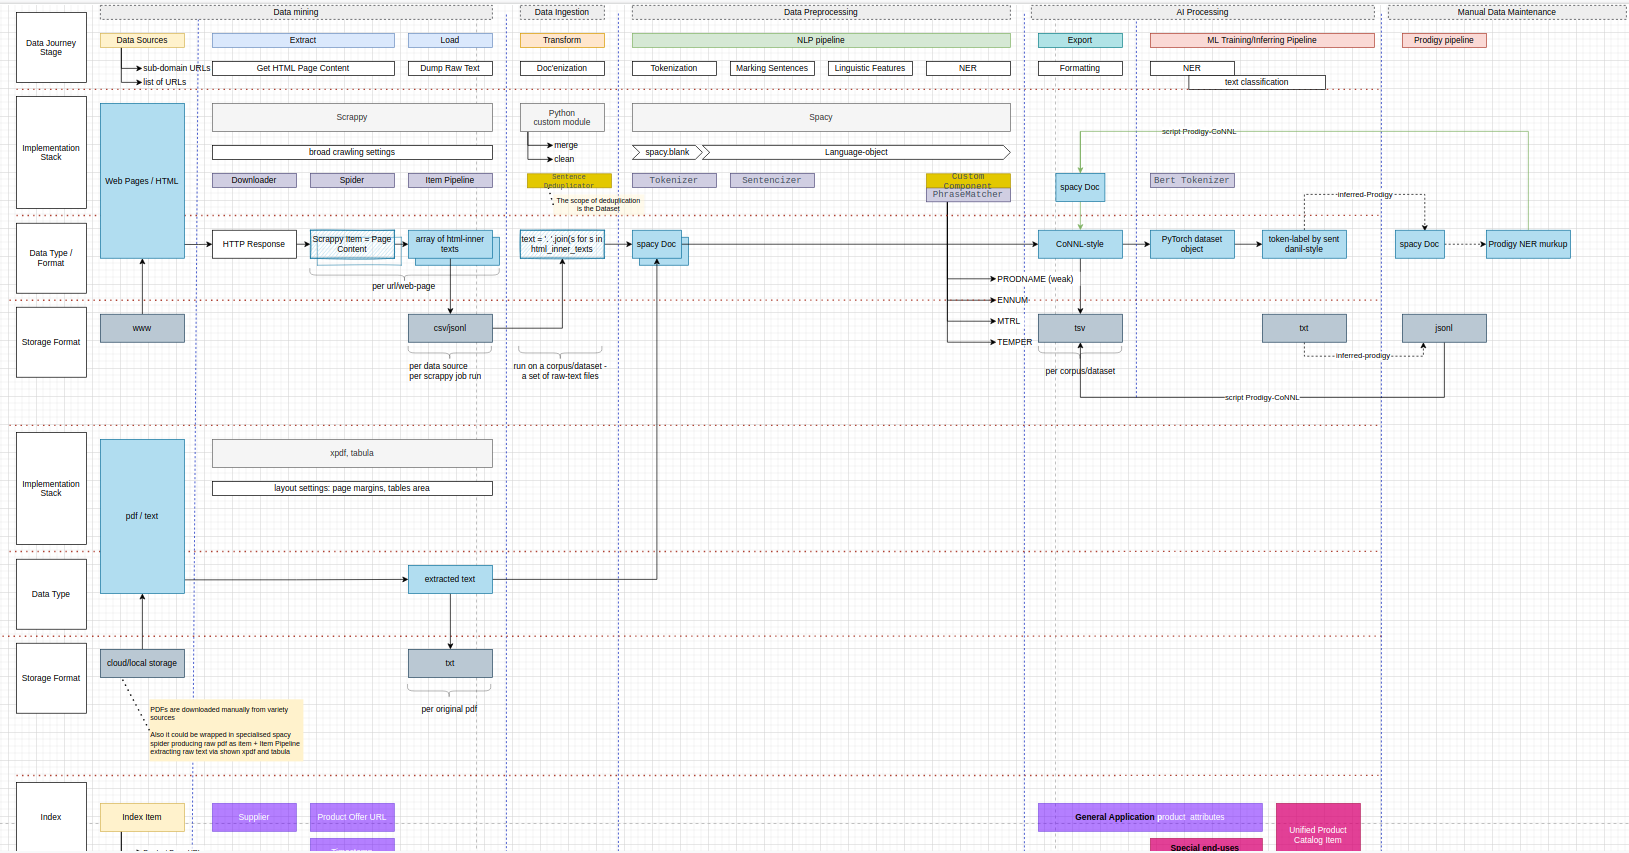 Data mining
Data Ingestion
Data Preprocessing
AI Processing
Manual Data Maintenance
Data Journey
Stage
Data Sources
Extract
Load
Transform
NLP pipeline
Export
ML Training/Inferring Pipeline
Prodigy pipeline
sub-domain URLs
list of URLs
Get HTML Page Content
Dump Raw Text
Doc'enization
Tokenization
Marking Sentences
Linguistic Features
NER
Formatting
NER
text classification
Implementation
Stack
Web Pages / HTML
Scrappy
Python
custom module
Spacy
script Prodigy-CoNNL
broad crawling settings
merge
clean
spacy.blank
Language-object
Downloader
Spider
Item Pipeline
Sentence
Deduplicator
Tokenizer
Sentencizer
Custom
Component
PhraseMatcher
spacy Doc
Bert Tokenizer
inferred-Prodigy
The scope of deduplication
is the Dataset
Data Type /
Format
HTTP Response
Scrappy Item = Page
Content
array of html-inner
texts
text = '. '.join(s for s in
html_inner_texts
spacy Doc
CoNNL-style
PyTorch dataset
object
token-label by sent
danil-style
spacy Doc
Prodigy NER murkup
per url/web-page
PRODNAME (weak)
ENNUM
MTRL
TEMPER
Storage Format
www
csv/jsonl
tsv
txt
jsonl
inferred-prodigy
per data source
per scrappy job run
run on a corpus/dataset -
a set of raw-text files
per corpus/dataset
script Prodigy-CoNNL
Implementation
Stack
pdf / text
xpdf, tabula
layout settings: page margins, tables area
Data Type
extracted text
Storage Format
cloud/local storage
txt
per original pdf
PDFs are downloaded manually from variety
sources
Also it could be wrapped in specialised spacy
spider producing raw pdf as item + Item Pipeline
extracting raw text via shown xpdf and tabula
Index
Index Item
Supplier
Product Offer URL
General Application product attributes
Unified Product
Catalog Item
Special end-uses